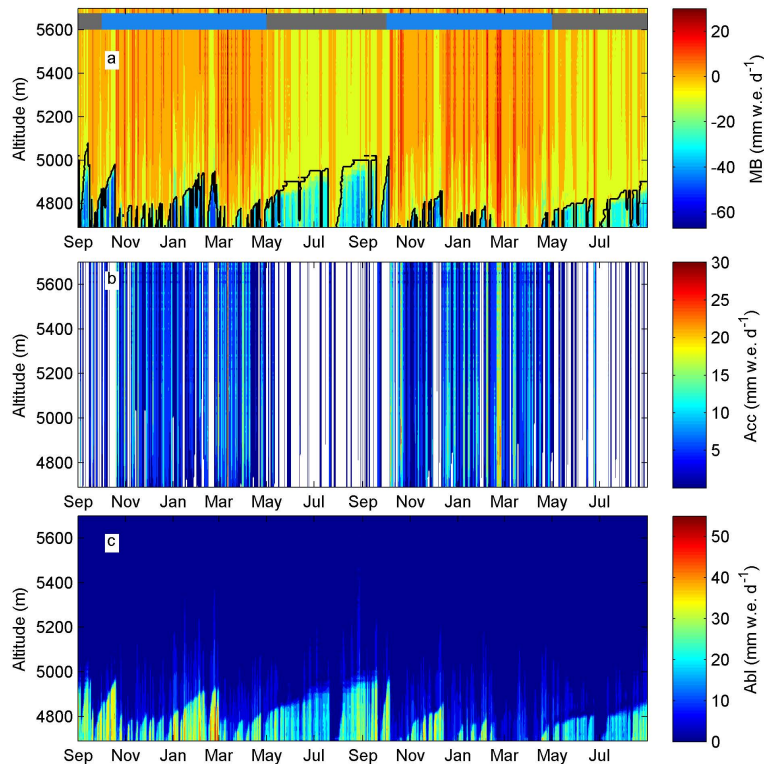 a
5600
5400
5200
5000
4800
Altitude (m)
Sep Nov Jan Mar May Jul Sep Nov Jan Mar May Jul
20
0
-20
-40
-60
MB (mm w.e. d-1)
b
5600
5400
5200
5000
4800
Altitude (m)
Sep Nov Jan Mar May Jul Sep Nov Jan Mar May Jul
30
25
20
15
10
5
Acc (mm w.e. d-1)
c
5600
5400
5200
5000
4800
Altitude (m)
Sep Nov Jan Mar May Jul Sep Nov Jan Mar May Jul
50
40
30
20
10
0
Abl (mm w.e. d-1)